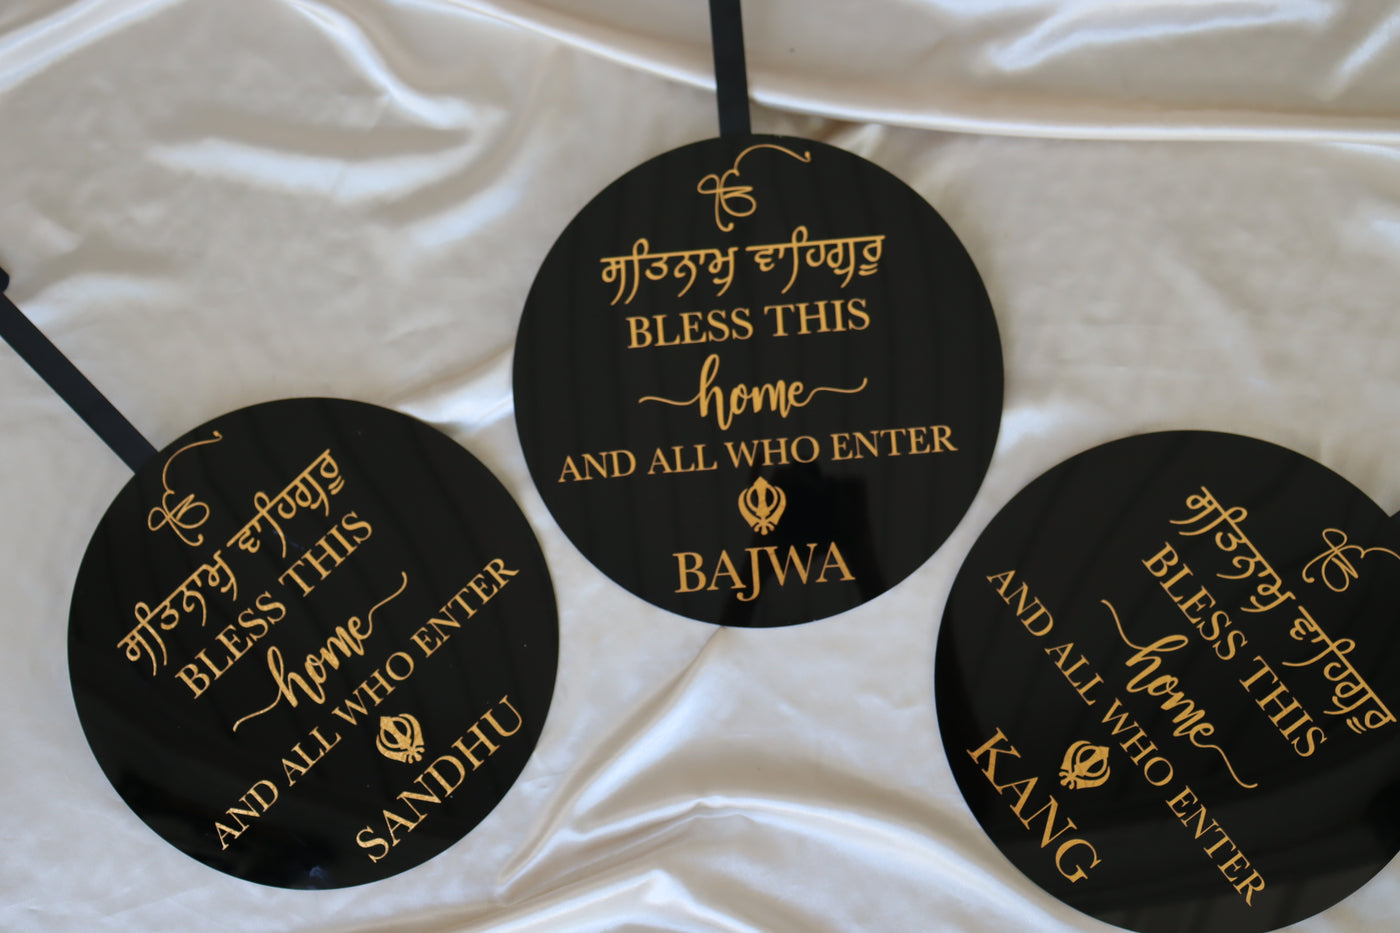 ੴ
ਸਤਿਨਾਮੁ ਵਾਹਿਗੁਰੂ
BLESS THIS
home
AND ALL WHO ENTER
SANDHU
ੴ
ਸਤਿਨਾਮੁ ਵਾਹਿਗੁਰੂ
BLESS THIS
home
AND ALL WHO ENTER
BAJWA
ੴ
ਸਤਿਨਾਮੁ ਵਾਹਿਗੁਰੂ
BLESS THIS
home
AND ALL WHO ENTER
KANG